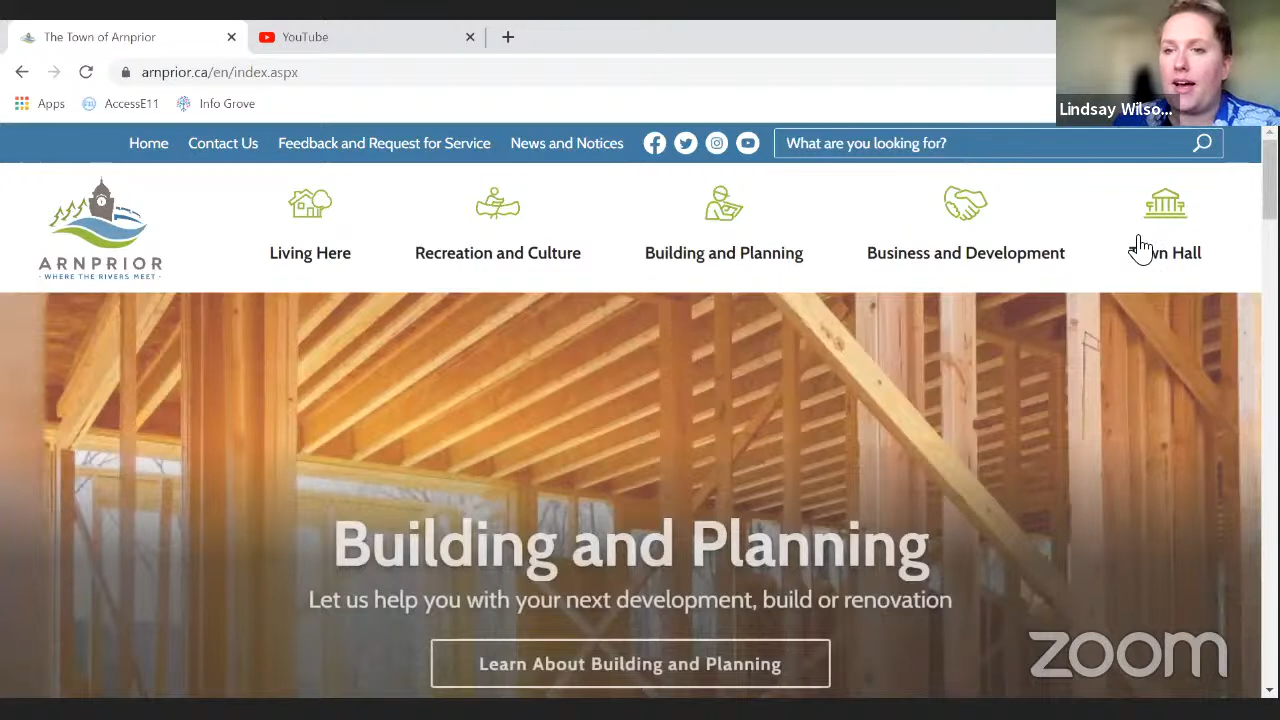 The Town of Arnprior
YouTube
arnprior.ca/en/index.aspx
Lindsay Wilso...
Apps AccessE11 Info Grove
Home Contact Us Feedback and Request for Service News and Notices What are you looking for?
ARNPRIOR
WHERE THE RIVERS MEET
Living Here Recreation and Culture Building and Planning Business and Development Hall
Building and Planning
Let us help you with your next development, build or renovation
Learn About Building and Planning
zoom